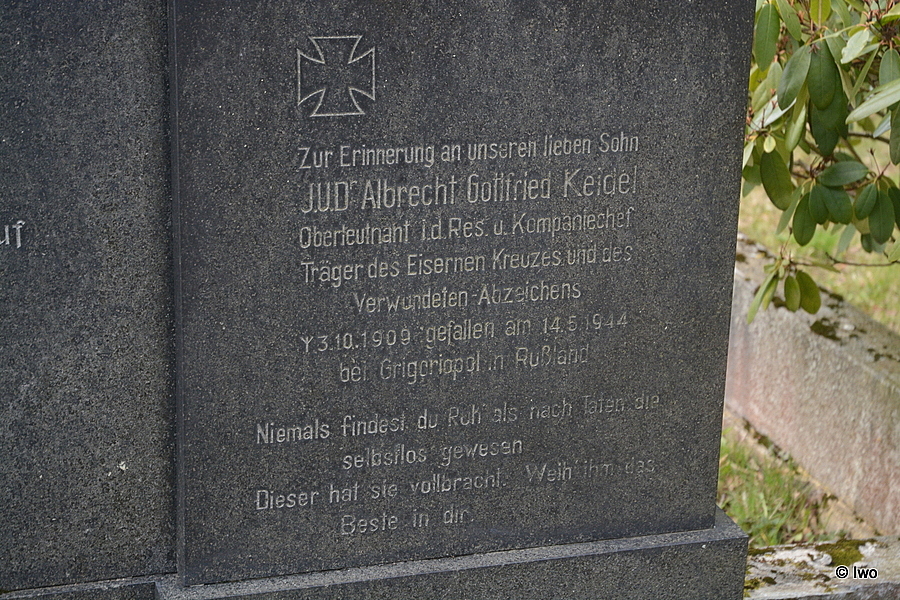 uf
Zur Erinnerung an unseren lieben Sohn
J.U.Dr Albrecht Gottfried Keidel
Oberleutnant i.d.Res. u. Kompaniechef
Träger des Eisernen Kreuzes und des
Verwundeten-Abzeichens
ᛉ 3.10.1909 gefallen am 14.5.1944
bei Grigoriopol in Rußland
Niemals findest du Ruh' als nach Taten die
selbstlos gewesen
Dieser hat sie vollbracht. Weih' ihm das
Beste in dir.
© Iwo